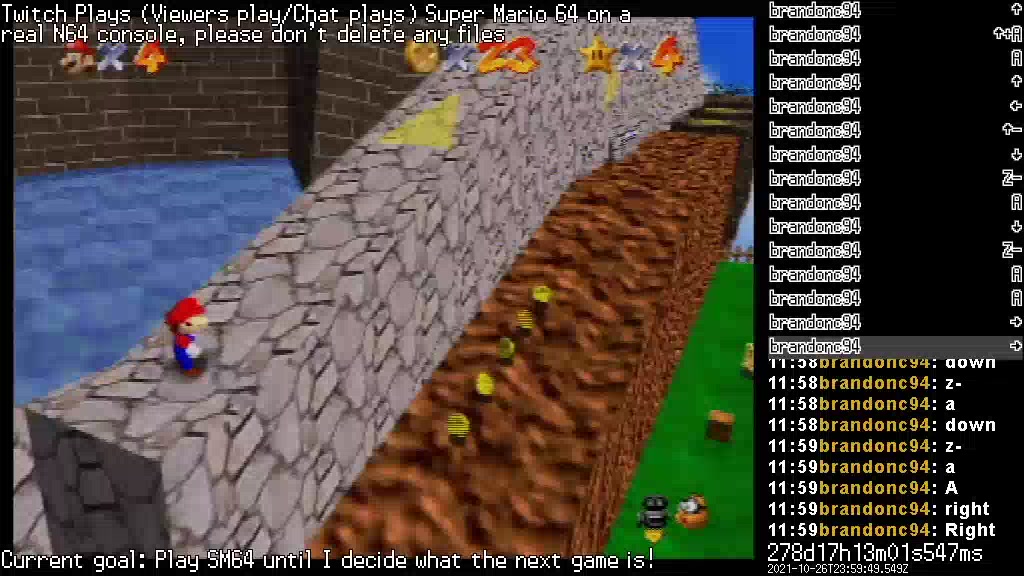 Twitch Plays (Viewers play/Chat plays) Super Mario 64 on a
real N64 console, please don't delete any files
x 4
x 23
x 4
brandonc94 ↑
brandonc94 ↑+A
brandonc94 A
brandonc94 ↑
brandonc94 ←
brandonc94 ↑-
brandonc94 ↓
brandonc94 Z-
brandonc94 A
brandonc94 ↓
brandonc94 Z-
brandonc94 A
brandonc94 A
brandonc94 →
brandonc94 →
11:58brandonc94: down
11:58brandonc94: z-
11:58brandonc94: a
11:58brandonc94: down
11:59brandonc94: z-
11:59brandonc94: a
11:59brandonc94: A
11:59brandonc94: right
11:59brandonc94: Right
278d17h13m01s547ms
2021-10-26T23:59:49.549Z
Current goal: Play SM64 until I decide what the next game is!